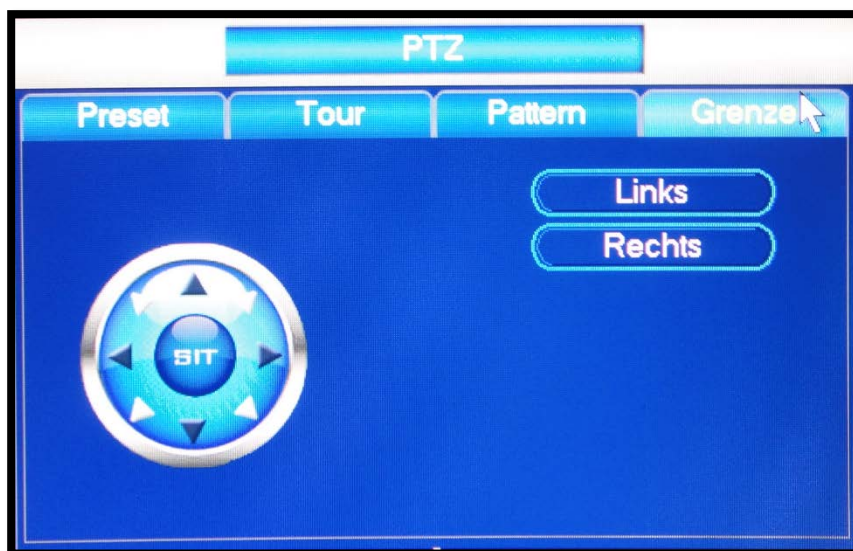 PTZ
Preset
Tour
Pattern
Grenze
Links
Rechts
SIT